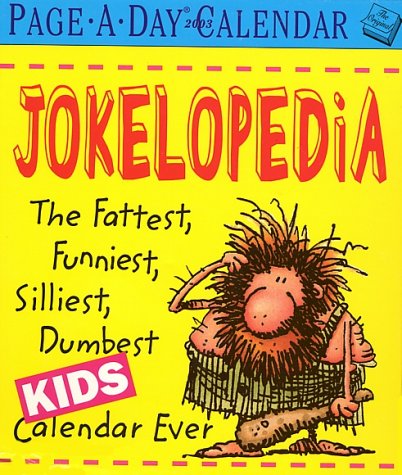 PAGE·A·DAY® 2003 CALENDAR
The Original
JOKELOPEDiA
The Fattest,
Funniest,
Silliest,
Dumbest
KIDS
Calendar Ever